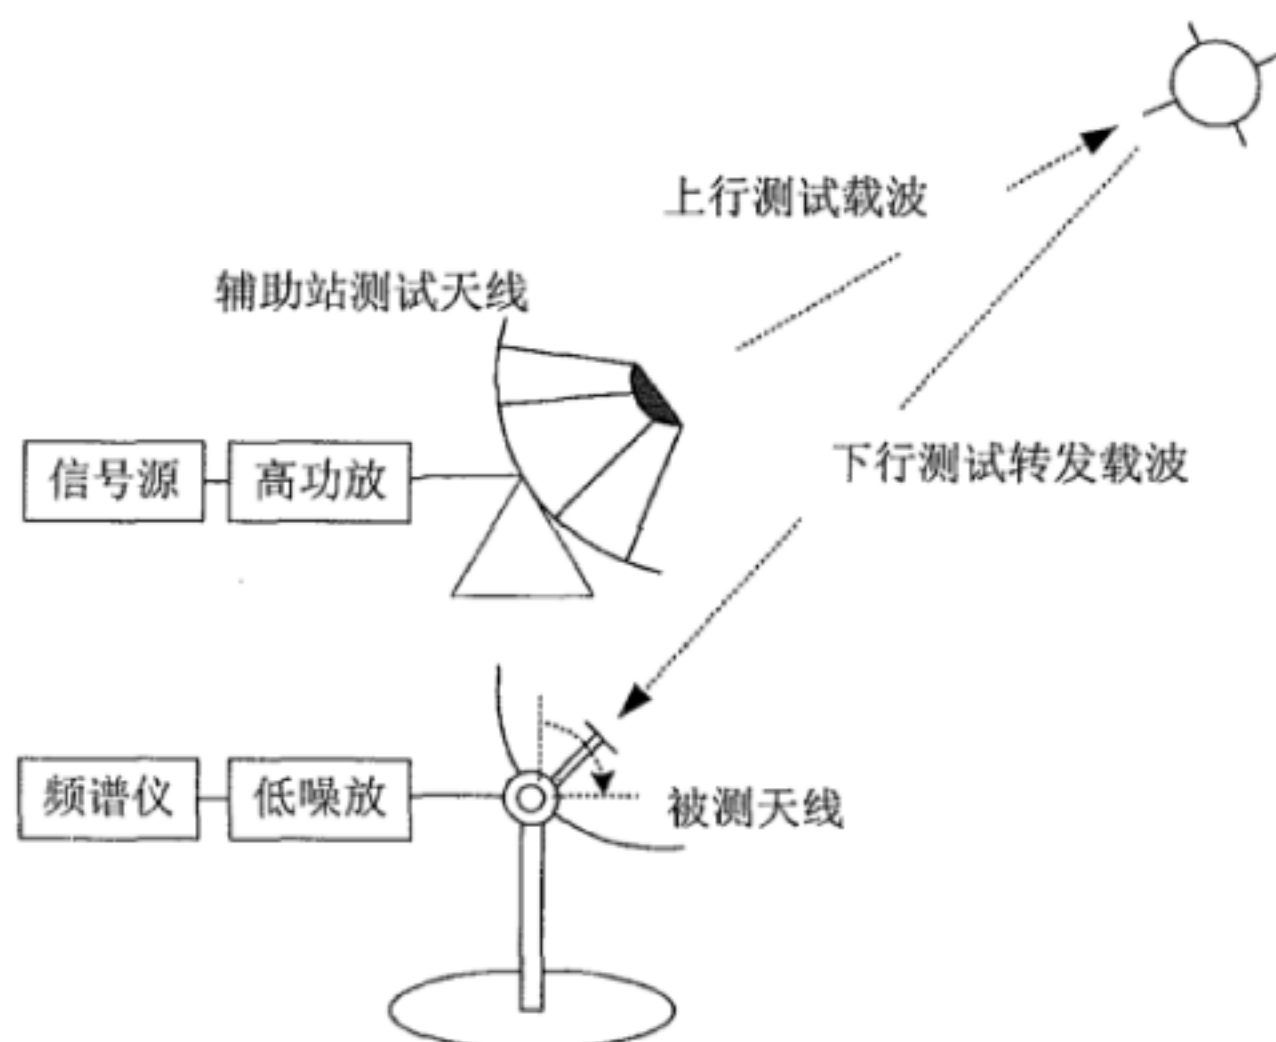 上行测试载波
辅助站测试天线
信号源
高功放
下行测试转发载波
频谱仪
低噪放
被测天线